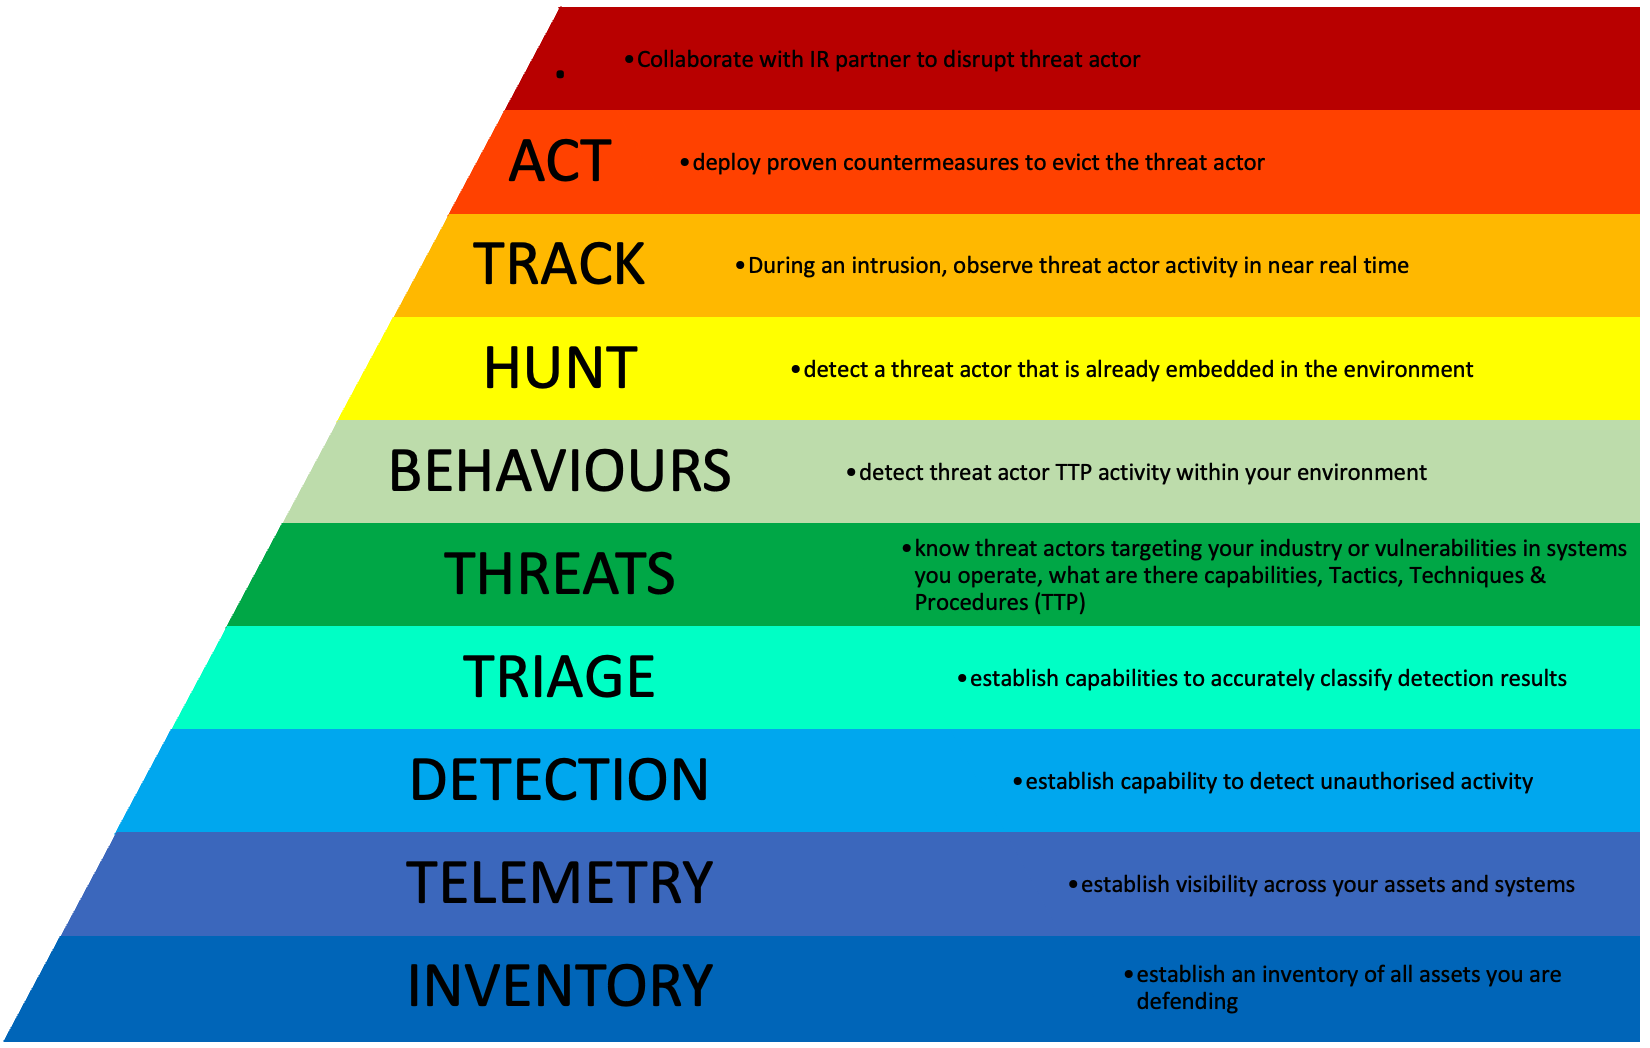 .
•Collaborate with IR partner to disrupt threat actor
ACT
•deploy proven countermeasures to evict the threat actor
TRACK
•During an intrusion, observe threat actor activity in near real time
HUNT
•detect a threat actor that is already embedded in the environment
BEHAVIOURS
•detect threat actor TTP activity within your environment
THREATS
•know threat actors targeting your industry or vulnerabilities in systems
you operate, what are there capabilities, Tactics, Techniques &
Procedures (TTP)
TRIAGE
•establish capabilities to accurately classify detection results
DETECTION
•establish capability to detect unauthorised activity
TELEMETRY
•establish visibility across your assets and systems
INVENTORY
•establish an inventory of all assets you are
defending